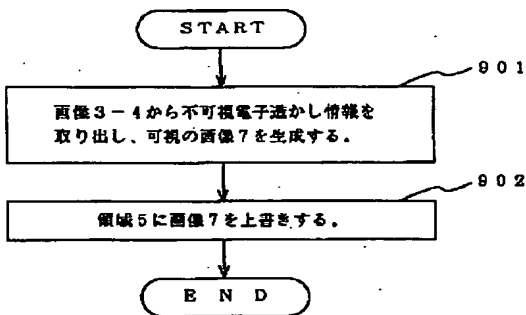 START
901
画像3-4から不可視電子透かし情報を
取り出し、可視の画像7を生成する。
902
領域5に画像7を上書きする。
END